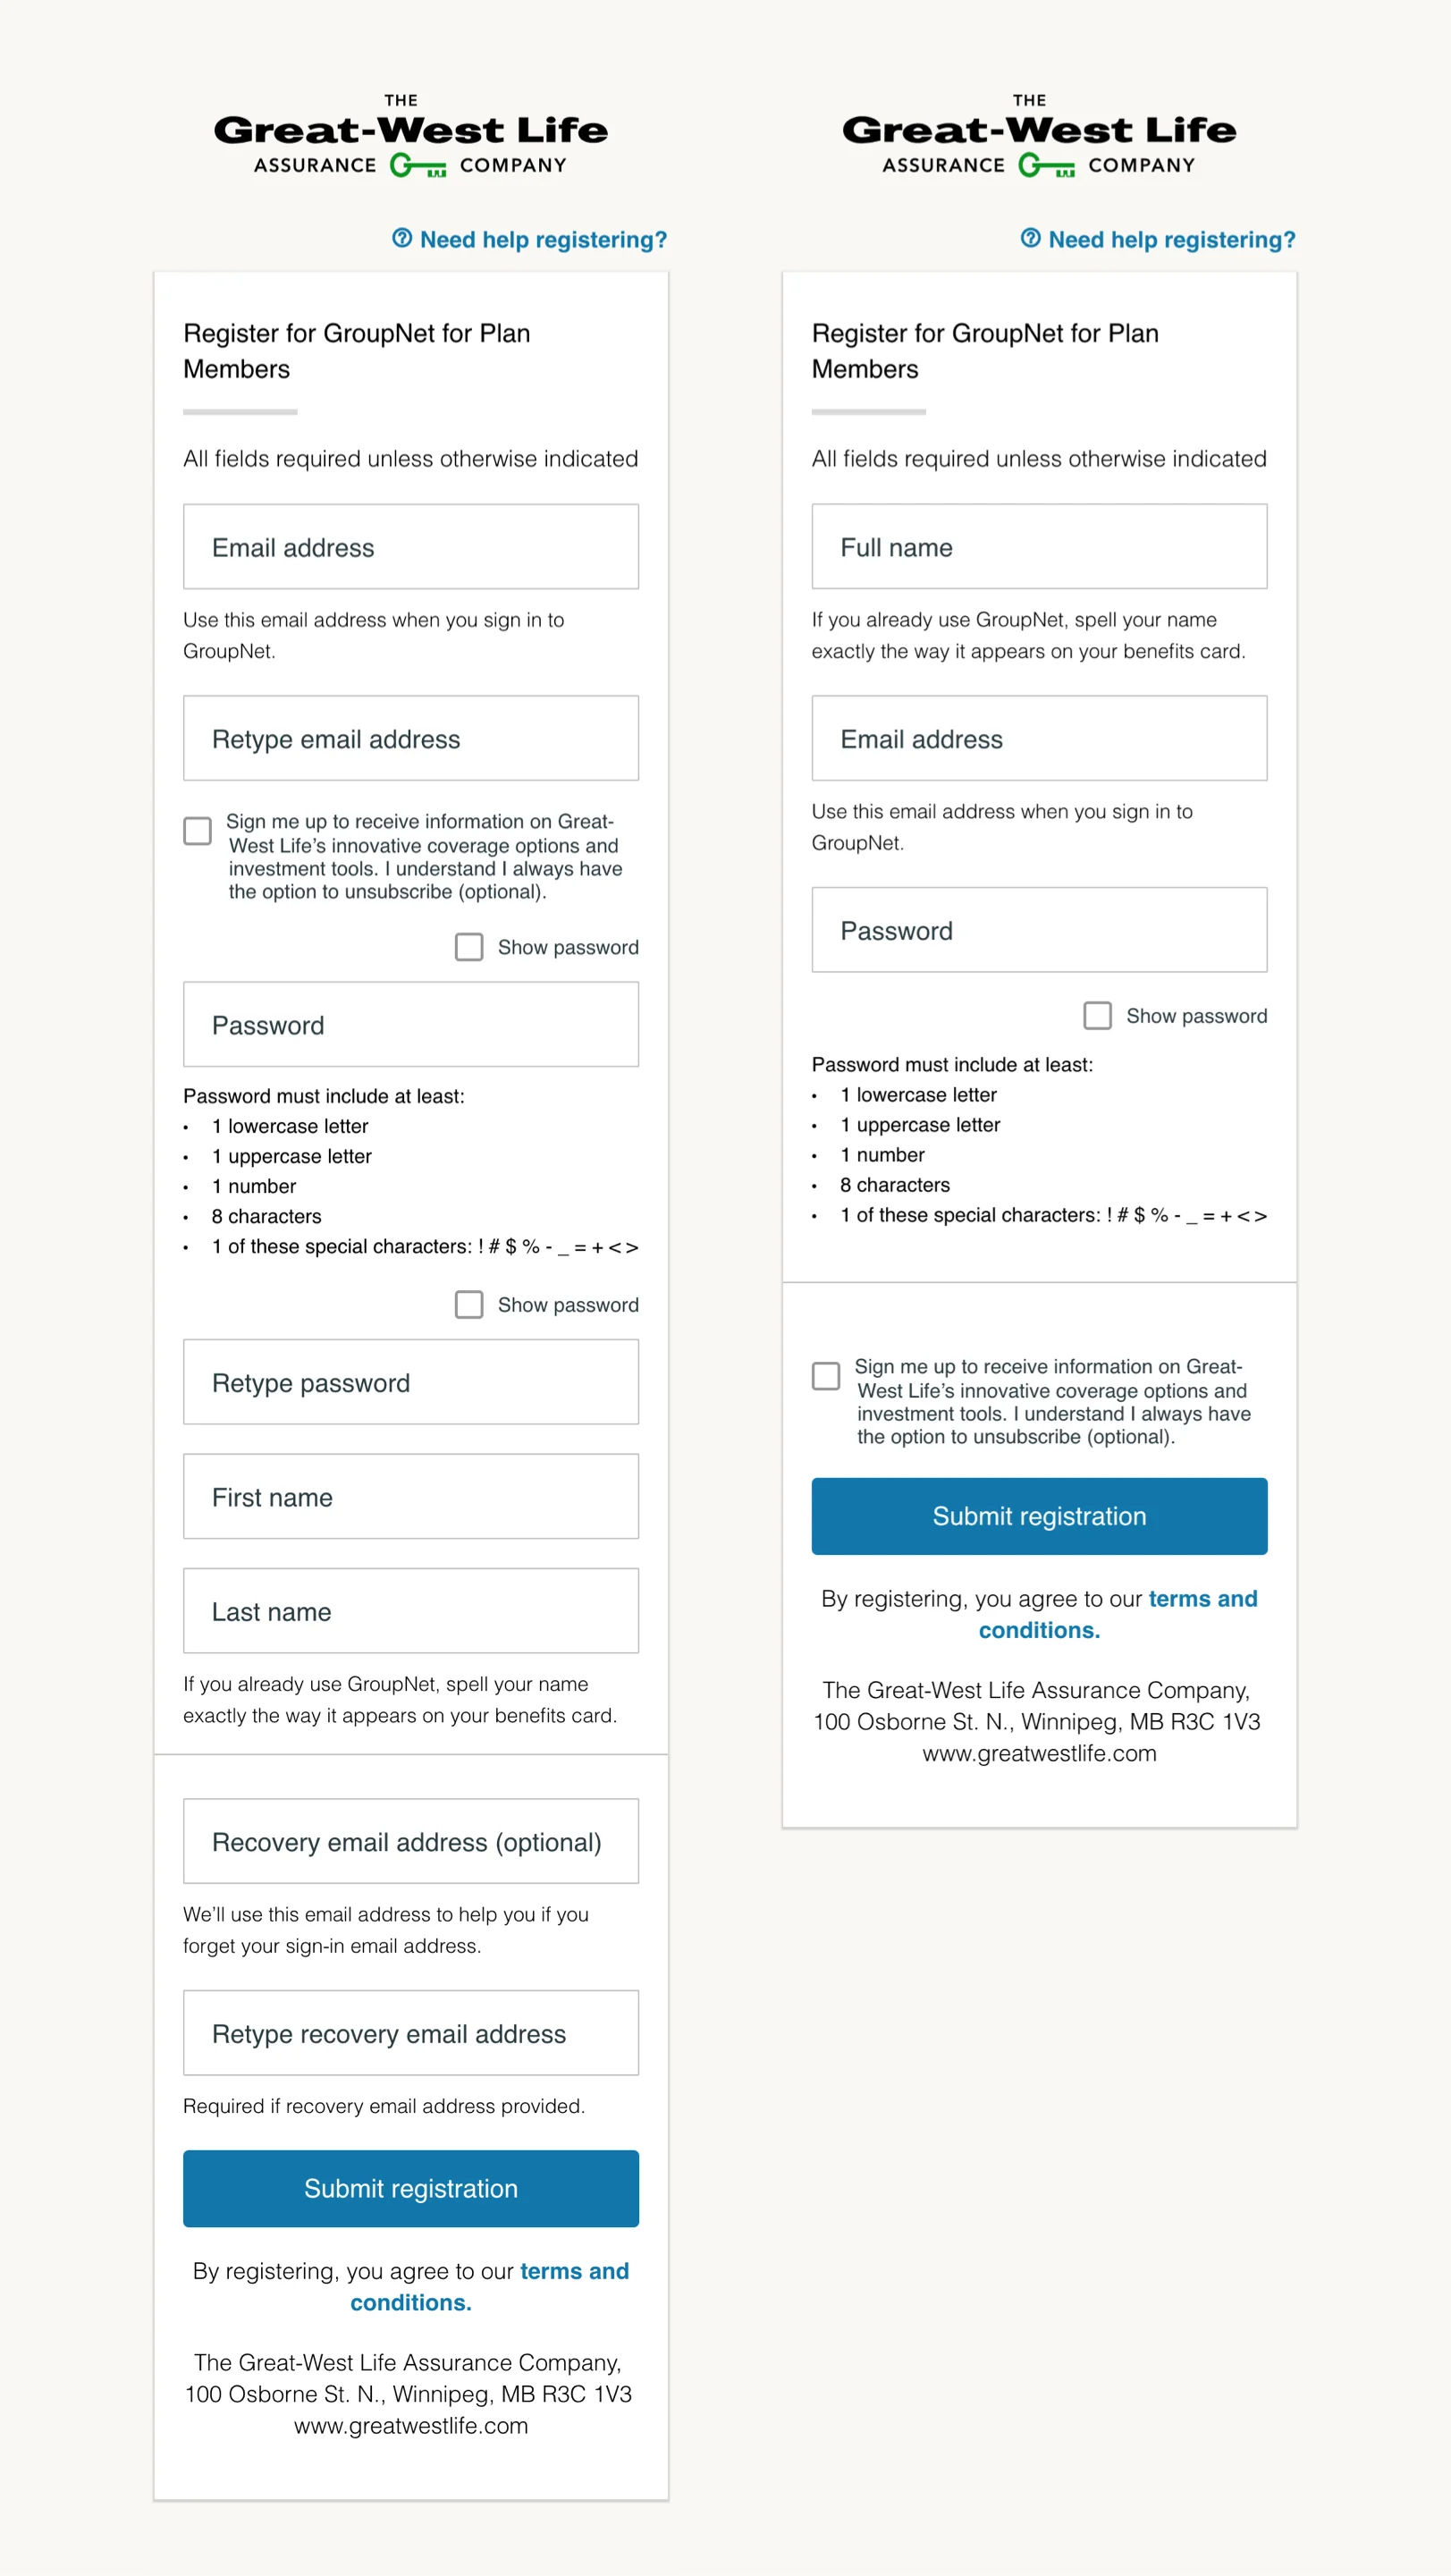 THE
Great-West Life
ASSURANCE COMPANY
Need help registering?
Register for GroupNet for Plan
Members
All fields required unless otherwise indicated
Email address
Use this email address when you sign in to
GroupNet.
Retype email address
Sign me up to receive information on Great-
West Life’s innovative coverage options and
investment tools. I understand I always have
the option to unsubscribe (optional).
Show password
Password
Password must include at least:
• 1 lowercase letter
• 1 uppercase letter
• 1 number
• 8 characters
• 1 of these special characters: ! # $ % - _ = + < >
Show password
Retype password
First name
Last name
If you already use GroupNet, spell your name
exactly the way it appears on your benefits card.
Recovery email address (optional)
We’ll use this email address to help you if you
forget your sign-in email address.
Retype recovery email address
Required if recovery email address provided.
Submit registration
By registering, you agree to our terms and
conditions.
The Great-West Life Assurance Company,
100 Osborne St. N., Winnipeg, MB R3C 1V3
www.greatwestlife.com
THE
Great-West Life
ASSURANCE COMPANY
Need help registering?
Register for GroupNet for Plan
Members
All fields required unless otherwise indicated
Full name
If you already use GroupNet, spell your name
exactly the way it appears on your benefits card.
Email address
Use this email address when you sign in to
GroupNet.
Password
Show password
Password must include at least:
• 1 lowercase letter
• 1 uppercase letter
• 1 number
• 8 characters
• 1 of these special characters: ! # $ % - _ = + < >
Sign me up to receive information on Great-
West Life’s innovative coverage options and
investment tools. I understand I always have
the option to unsubscribe (optional).
Submit registration
By registering, you agree to our terms and
conditions.
The Great-West Life Assurance Company,
100 Osborne St. N., Winnipeg, MB R3C 1V3
www.greatwestlife.com